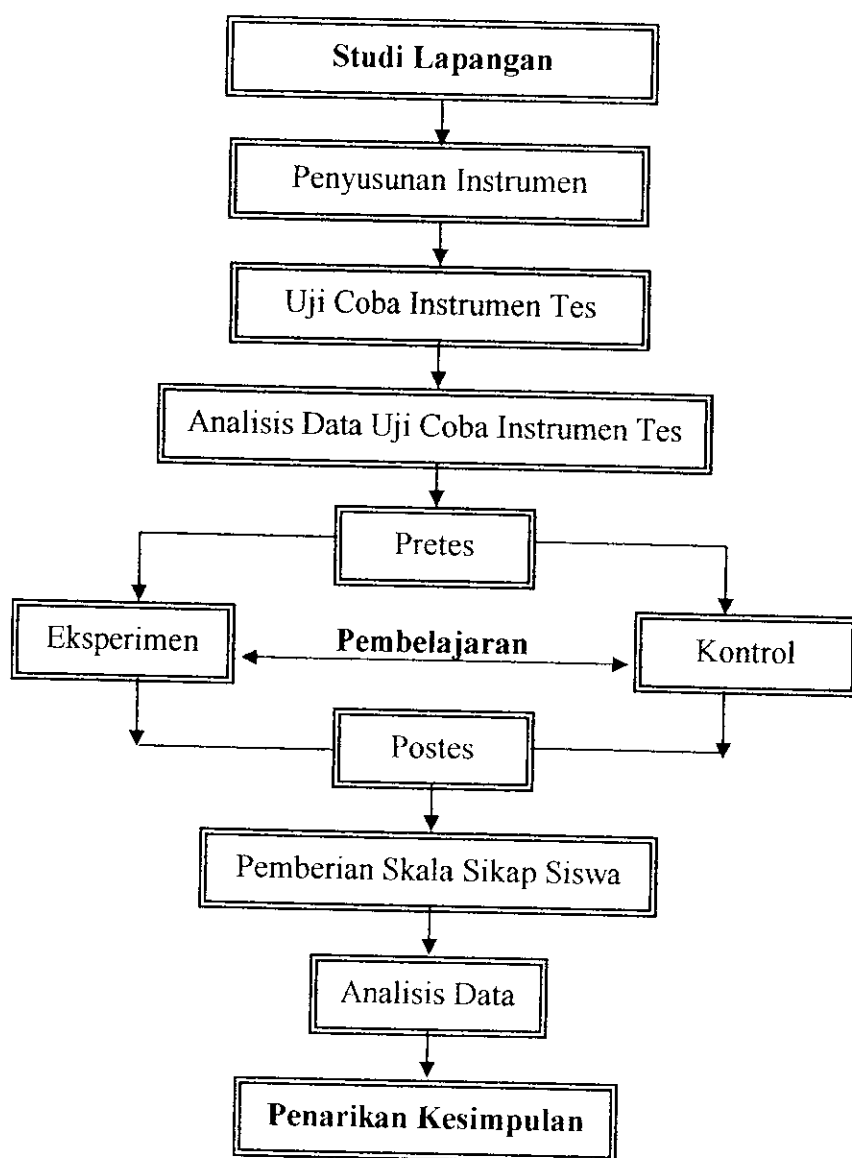 Studi Lapangan
Penyusunan Instrumen
Uji Coba Instrumen Tes
Analisis Data Uji Coba Instrumen Tes
Pretes
Eksperimen
Pembelajaran
Kontrol
Postes
Pemberian Skala Sikap Siswa
Analisis Data
Penarikan Kesimpulan